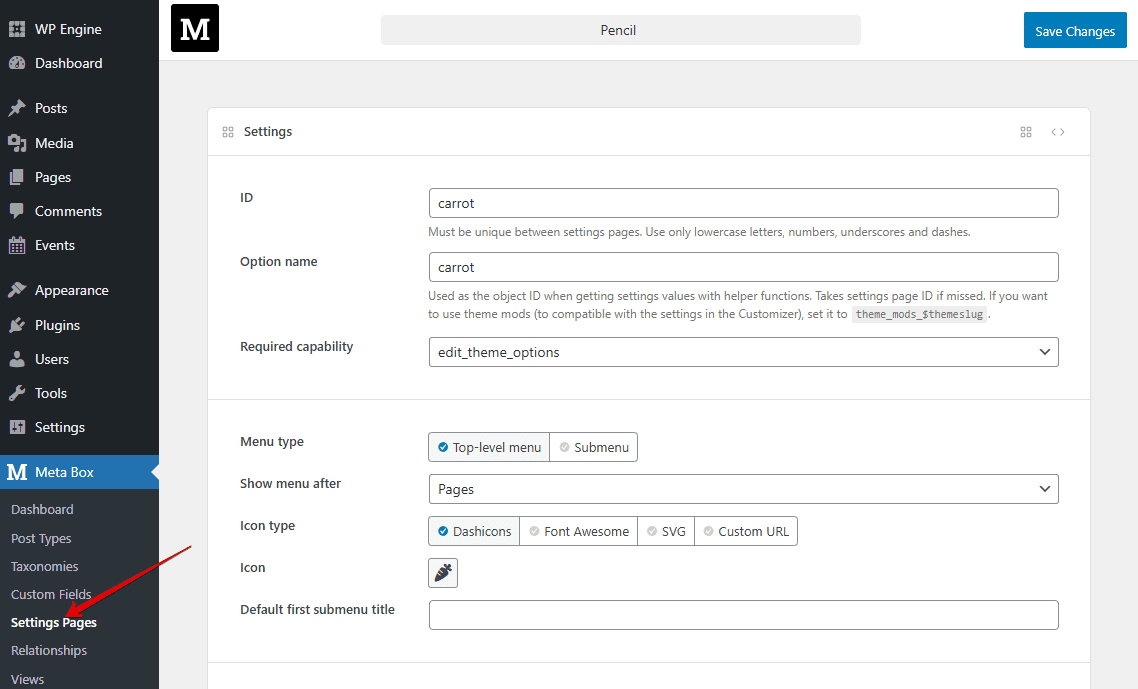 WP Engine
Dashboard
Posts
Media
Pages
Comments
Events
Appearance
Plugins
Users
Tools
Settings
M Meta Box
Dashboard
Post Types
Taxonomies
Custom Fields
Settings Pages
Relationships
Views
M
Pencil
Save Changes
Settings
ID
carrot
Must be unique between settings pages. Use only lowercase letters, numbers, underscores and dashes.
Option name
carrot
Used as the object ID when getting settings values with helper functions. Takes settings page ID if missed. If you want
to use theme mods (to compatible with the settings in the Customizer), set it to theme_mods_$themeslug .
Required capability
edit_theme_options
Menu type
Top-level menu Submenu
Show menu after
Pages
Icon type
Dashicons Font Awesome SVG Custom URL
Icon
Default first submenu title